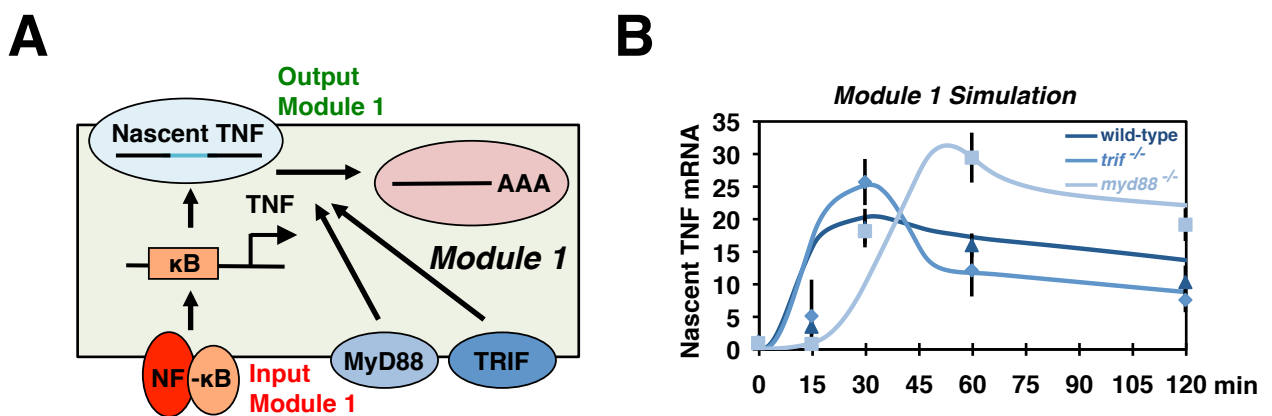 A
Output
Module 1
Nascent TNF
AAA
TNF
κB
Module 1
NF
-κB
Input
Module 1
MyD88
TRIF
B
Module 1 Simulation
Nascent TNF mRNA
35
30
25
20
15
10
5
0
wild-type
trif -/-
myd88 -/-
0 15 30 45 60 75 90 105 120 min